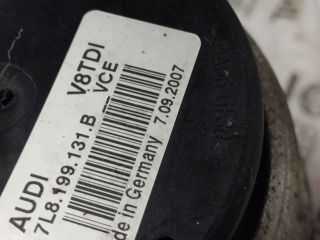 AUDI V8TDI
7L8.199.131.B VCE
de in Germany 7.09.2007